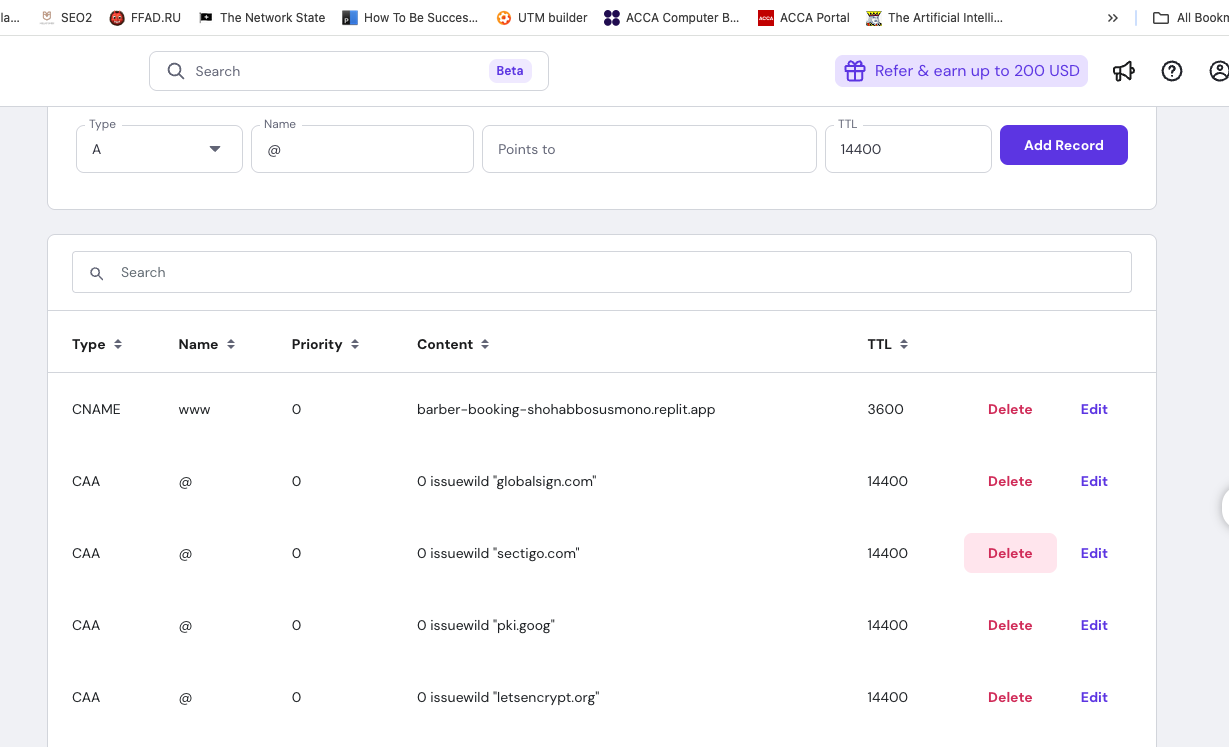 la... SEO2 FFAD.RU The Network State How To Be Succes... UTM builder ACCA Computer B... ACCA ACCA Portal The Artificial Intelli... » All Bookm
Search Beta Refer & earn up to 200 USD
Type Name TTL
A @ Points to 14400 Add Record
Search
Type Name Priority Content TTL
CNAME www 0 barber-booking-shohabbosusmono.replit.app 3600 Delete Edit
CAA @ 0 0 issuewild "globalsign.com" 14400 Delete Edit
CAA @ 0 0 issuewild "sectigo.com" 14400 Delete Edit
CAA @ 0 0 issuewild "pki.goog" 14400 Delete Edit
CAA @ 0 0 issuewild "letsencrypt.org" 14400 Delete Edit